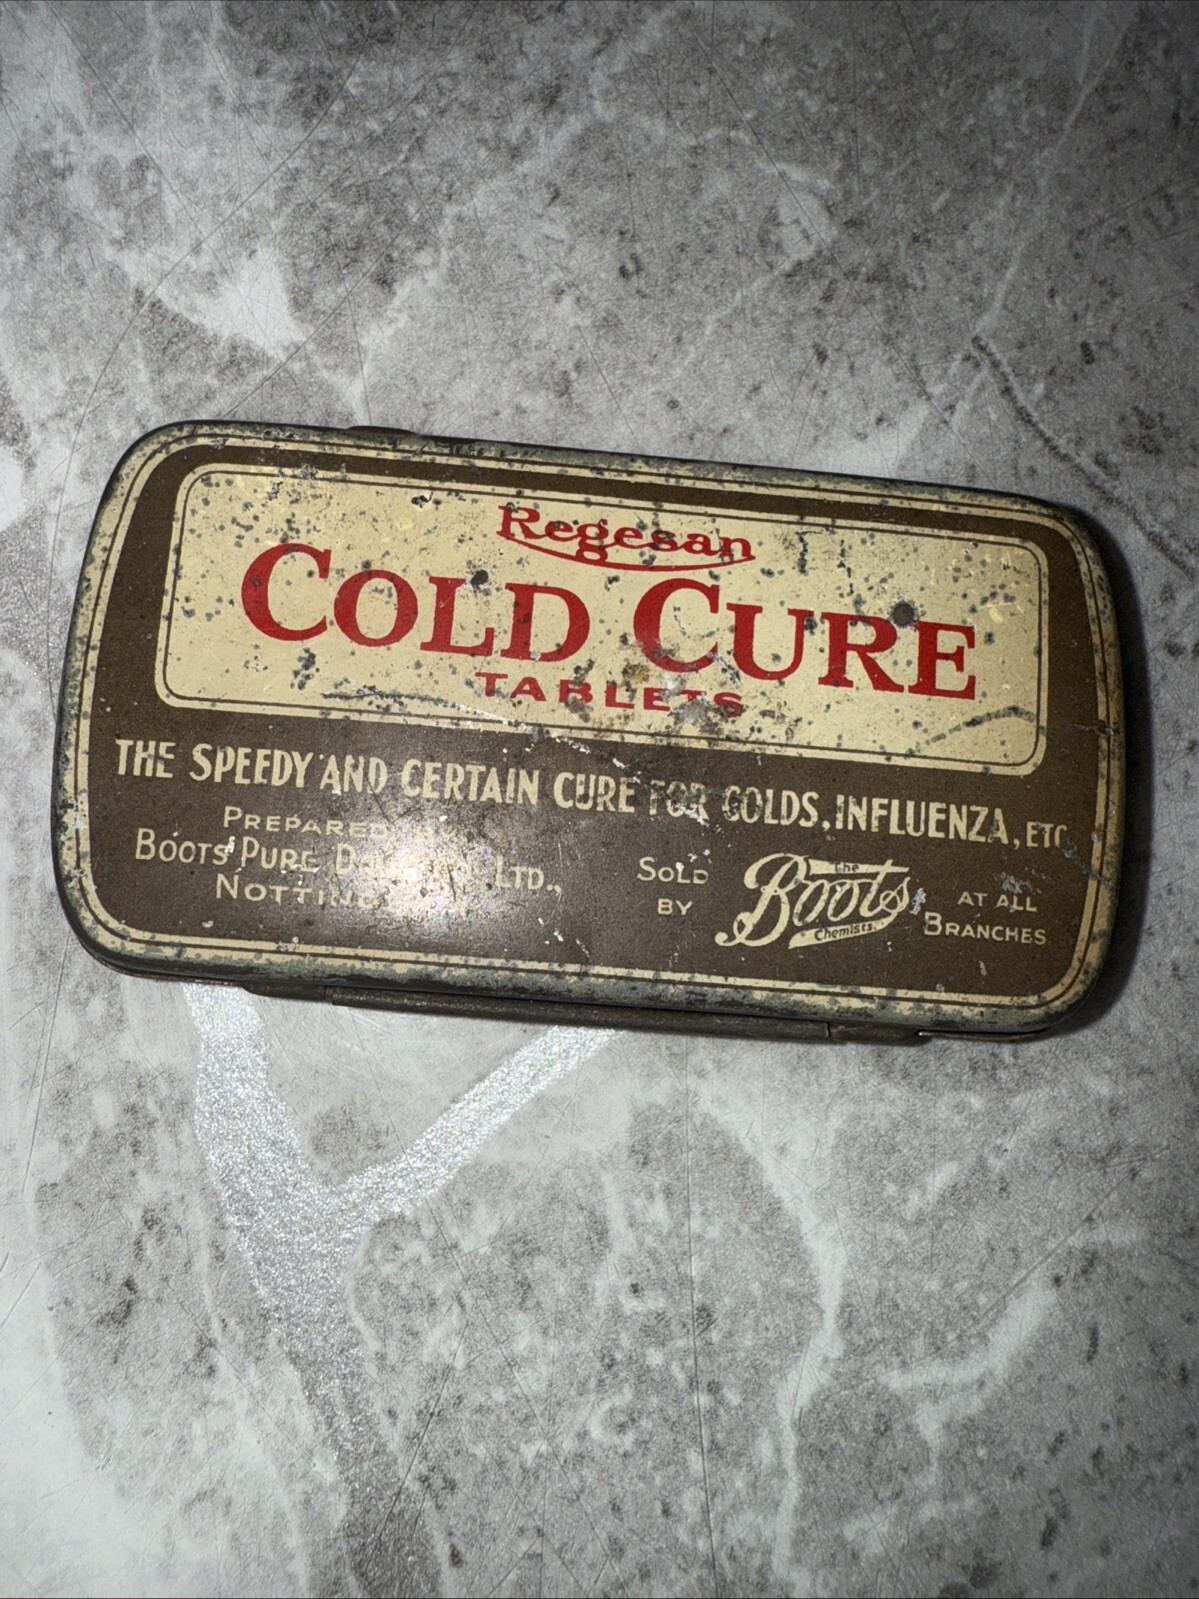 Regesan
COLD CURE
TABLETS
THE SPEEDY AND CERTAIN CURE FOR COLDS, INFLUENZA, ETC.
PREPARED
BOOTS PURE LTD.,
SOLD BY
The
Boots
Chemists.
AT ALL
BRANCHES